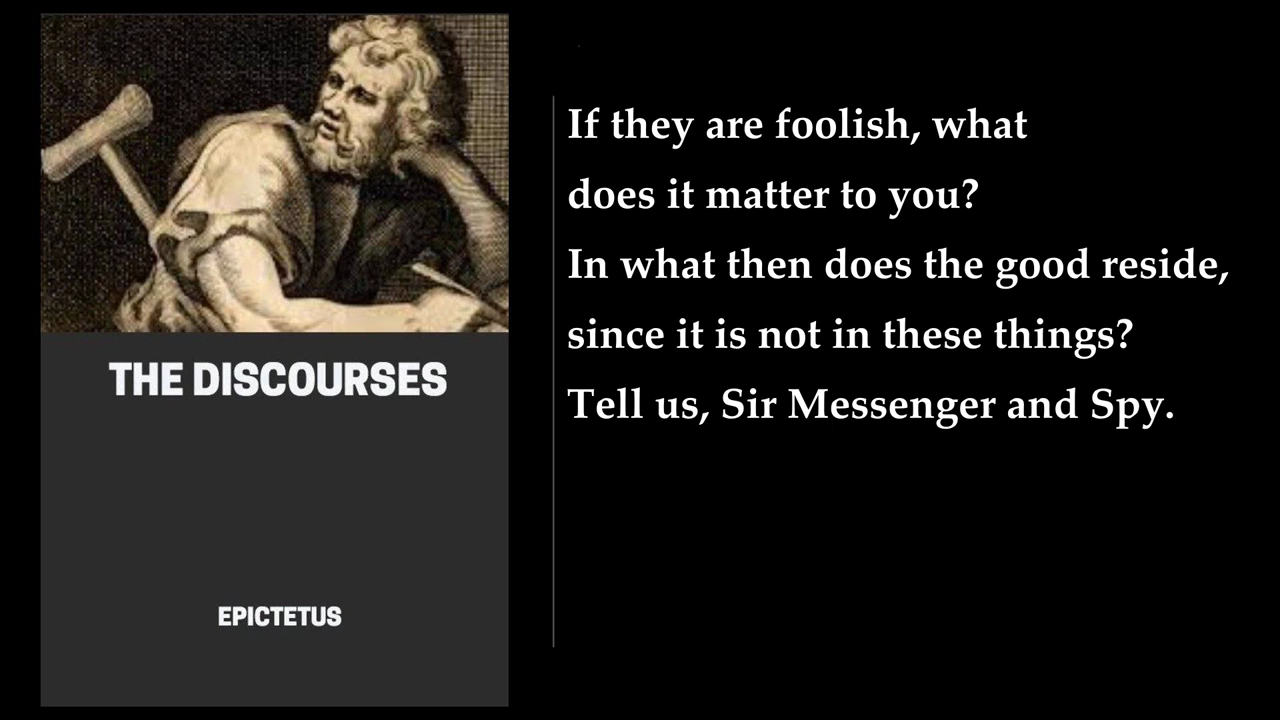 THE DISCOURSES
EPICTETUS
If they are foolish, what
does it matter to you?
In what then does the good reside,
since it is not in these things?
Tell us, Sir Messenger and Spy.